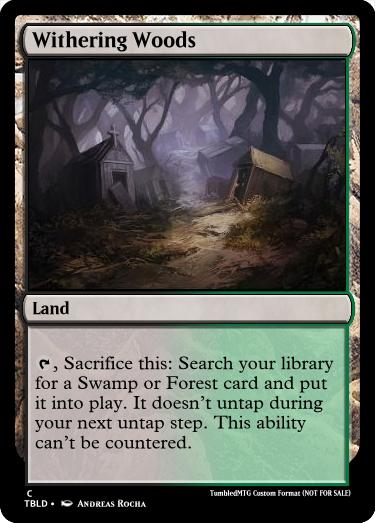 Withering Woods
Land
, Sacrifice this: Search your library
for a Swamp or Forest card and put
it into play. It doesn't untap during
your next untap step. This ability
can't be countered.
C
TBLD • Andreas Rocha
TumbledMTG Custom Format (NOT FOR SALE)